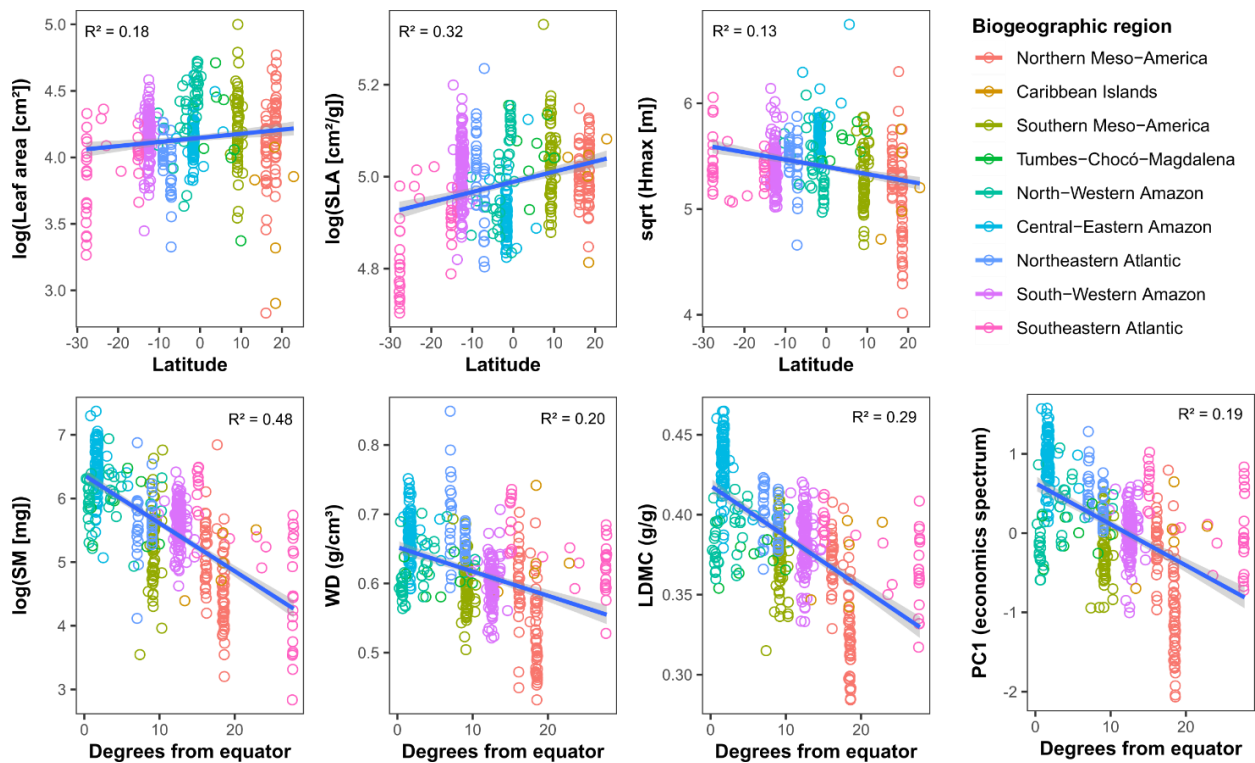 R² = 0.18
log(Leaf area [cm²])
5.0
4.5
4.0
3.5
3.0
-30 -20 -10 0 10 20
Latitude
R² = 0.32
log(SLA [cm²/gj)
5.2
5.0
4.8
-30 -20 -10 0 10 20
Latitude
R² = 0.13
sqrt (Hmax [m])
6
5
4
-30 -20 -10 0 10 20
Latitude
Biogeographic region
Northern Meso−America
Caribbean Islands
Southern Meso−America
Tumbes−Chocó−Magdalena
North−Western Amazon
Central−Eastern Amazon
Northeastern Atlantic
South−Western Amazon
Southeastern Atlantic
R² = 0.48
log(SM [mg])
7
6
5
4
3
0 10 20
Degrees from equator
R² = 0.20
WD (g/cm³)
0.8
0.7
0.6
0.5
0 10 20
Degrees from equator
R² = 0.29
LDMC (g/g)
0.45
0.40
0.35
0.30
0 10 20
Degrees from equator
R² = 0.19
PC1 (economics spectrum)
1
0
-1
-2
0 10 20
Degrees from equator